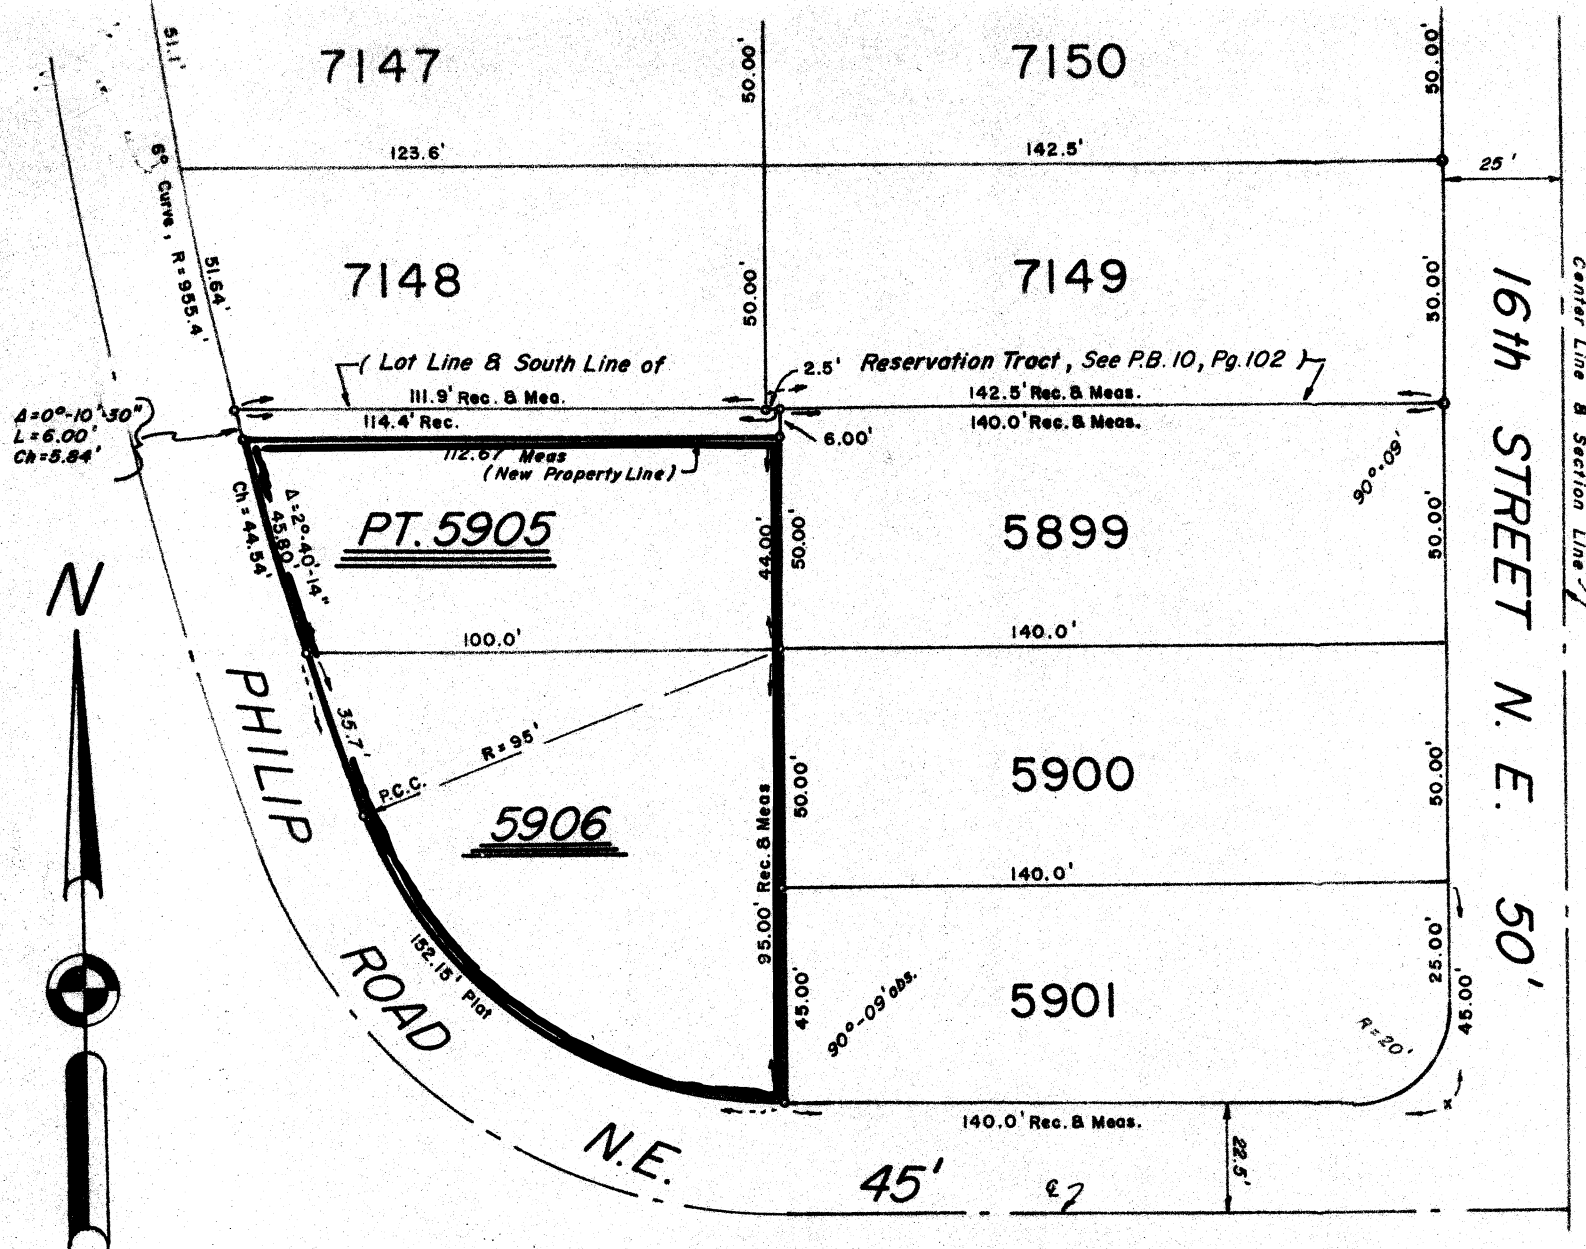 7147
7150
51.1'
50.00'
50.00'
123.6'
142.5'
25'
6° Curve, R=955.4'
51.64'
7148
7149
50.00'
50.00'
16th STREET N. E. 50'
Center Line & Section Line
( Lot Line & South Line of
2.5'
Reservation Tract, See P.B. 10, Pg. 102 )
111.9' Rec. & Mea.
142.5' Rec. & Meas.
114.4' Rec.
140.0' Rec. & Meas.
Δ=0°-10'-30"
L=6.00'
Ch=5.84'
6.00'
112.67' Meas
(New Property Line)
90°-09'
Δ=2°-40'-14"
45.80'
Ch = 44.54'
PT. 5905
44.00'
50.00'
5899
50.00'
N
100.0'
140.0'
PHILIP
35.7'
R = 95'
P.C.C.
5906
95.00' Rec. & Meas
50.00'
5900
50.00'
140.0'
ROAD
152.15' Plat
45.00'
90°-09' obs.
5901
25.00'
45.00'
R = 20'
140.0' Rec. & Meas.
N.E.
45'
℄
22.5'